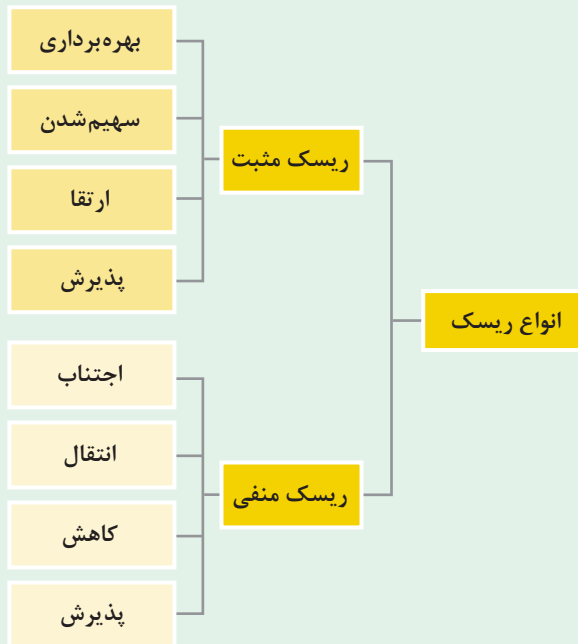 انواع ریسک
ریسک مثبت
بهره‌برداری
سهیم‌شدن
ارتقا
پذیرش
ریسک منفی
اجتناب
انتقال
کاهش
پذیرش